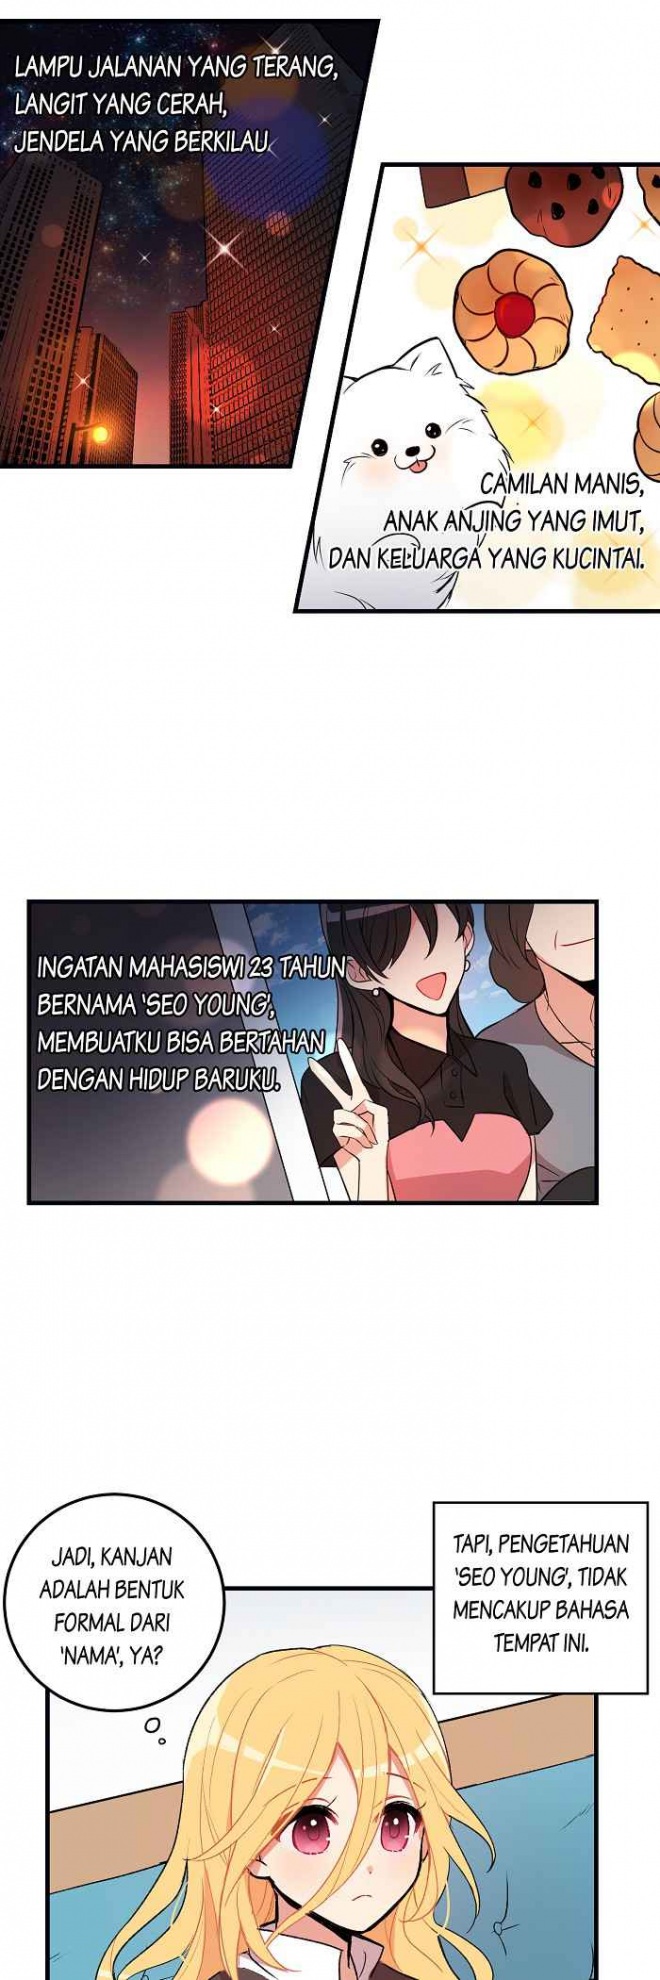 LAMPU JALANAN YANG TERANG,
LANGIT YANG CERAH,
JENDELA YANG BERKILAU.
CAMILAN MANIS,
ANAK ANJING YANG IMUT,
DAN KELUARGA YANG KUCINTAI.
INGATAN MAHASISWI 23 TAHUN
BERNAMA 'SEO YOUNG',
MEMBUATKU BISA BERTAHAN
DENGAN HIDUP BARUKU.
JADI, KANJAN
ADALAH BENTUK
FORMAL DARI
'NAMA', YA?
TAPI, PENGETAHUAN
'SEO YOUNG', TIDAK
MENCAKUP BAHASA
TEMPAT INI.